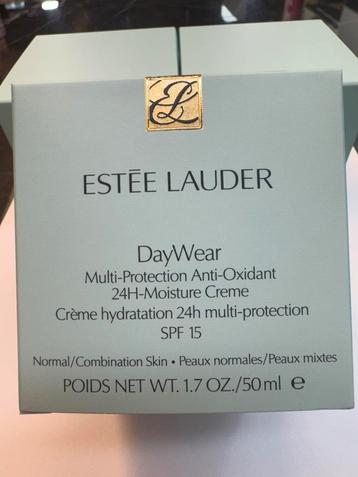 EL
ESTĒE LAUDER
DayWear
Multi-Protection Anti-Oxidant
24H-Moisture Creme
Crème hydratation 24h multi-protection
SPF 15
Normal/Combination Skin • Peaux normales/Peaux mixtes
POIDS NET WT. 1.7 OZ./50 ml ℮